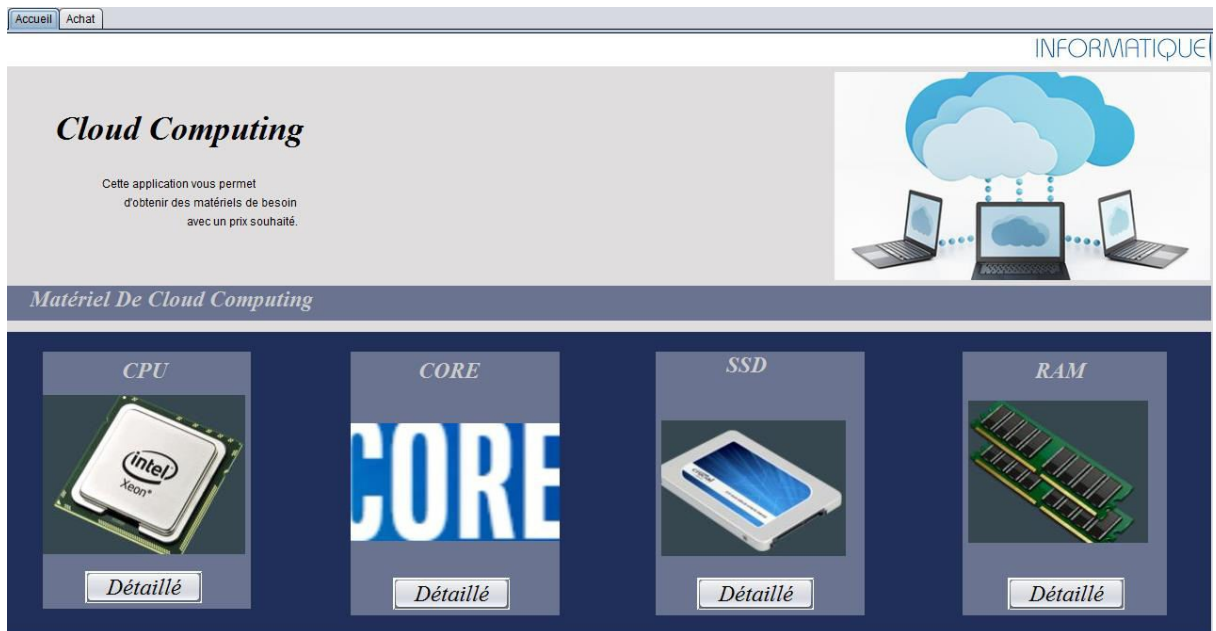 Accueil Achat
INFORMATIQUE
Cloud Computing
Cette application vous permet
d'obtenir des matériels de besoin
avec un prix souhaité.
Matériel De Cloud Computing
CPU CORE SSD RAM
intel
Xeon®
CORE
crucial
Détaillé Détaillé Détaillé Détaillé